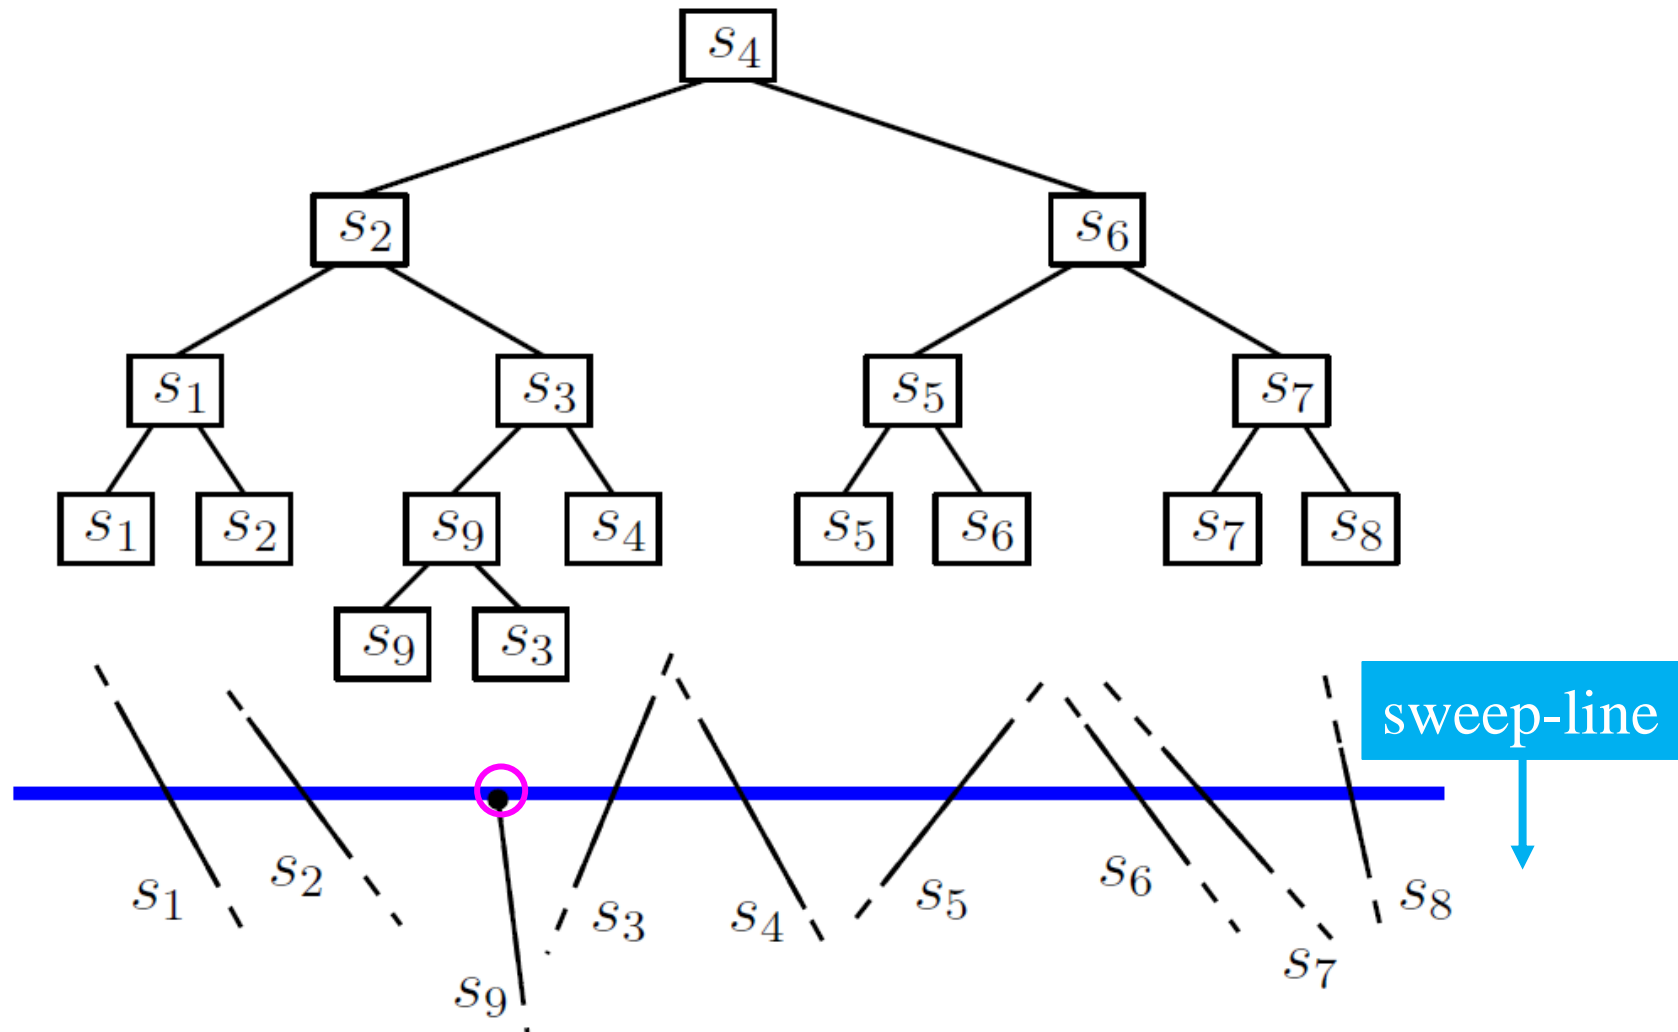 s₄
s₂ s₆
s₁ s₃ s₅ s₇
s₁ s₂ s₉ s₄ s₅ s₆ s₇ s₈
s₉ s₃
sweep-line
s₁ s₂ s₃ s₄ s₅ s₆ s₈
s₉ s₇